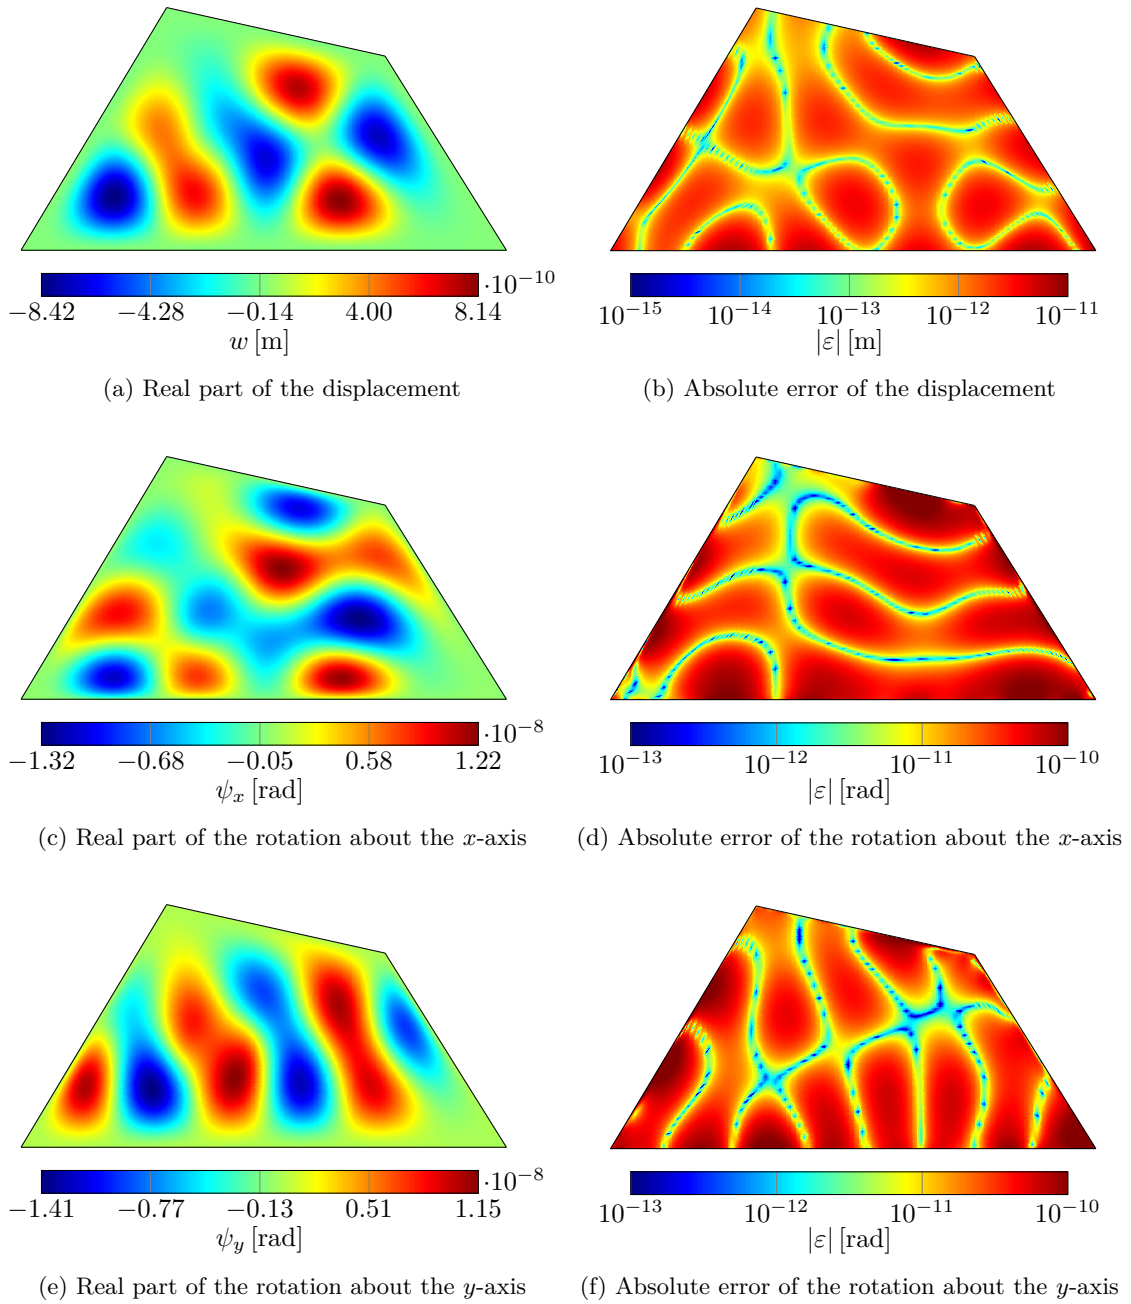 −8.42 −4.28 −0.14 4.00 8.14 ·10−10
w [m]
10−15 10−14 10−13 10−12 10−11
|ε| [m]
(a) Real part of the displacement
(b) Absolute error of the displacement
−1.32 −0.68 −0.05 0.58 1.22 ·10−8
ψx [rad]
10−13 10−12 10−11 10−10
|ε| [rad]
(c) Real part of the rotation about the x-axis
(d) Absolute error of the rotation about the x-axis
−1.41 −0.77 −0.13 0.51 1.15 ·10−8
ψy [rad]
10−13 10−12 10−11 10−10
|ε| [rad]
(e) Real part of the rotation about the y-axis
(f) Absolute error of the rotation about the y-axis